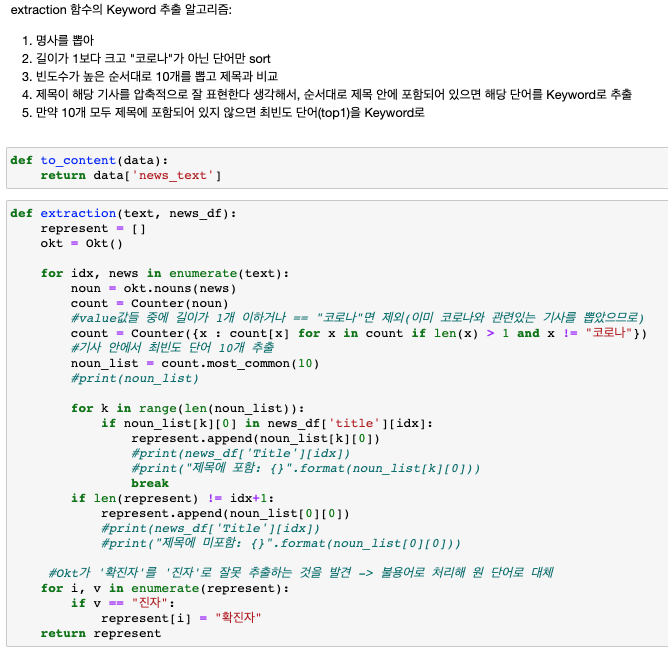 extraction 함수의 Keyword 추출 알고리즘:
1. 명사를 뽑아
2. 길이가 1보다 크고 "코로나"가 아닌 단어만 sort
3. 빈도수가 높은 순서대로 10개를 뽑고 제목과 비교
4. 제목이 해당 기사를 압축적으로 잘 표현한다 생각해서, 순서대로 제목 안에 포함되어 있으면 해당 단어를 Keyword로 추출
5. 만약 10개 모두 제목에 포함되어 있지 않으면 최빈도 단어(top1)을 Keyword로
def to_content(data):
    return data['news_text']
def extraction(text, news_df):
    represent = []
    okt = Okt()
    for idx, news in enumerate(text):
        noun = okt.nouns(news)
        count = Counter(noun)
        #value값들 중에 길이가 1개 이하거나 == "코로나"면 제외(이미 코로나와 관련있는 기사를 뽑았으므로)
        count = Counter({x : count[x] for x in count if len(x) > 1 and x != "코로나"})
        #기사 안에서 최빈도 단어 10개 추출
        noun_list = count.most_common(10)
        #print(noun_list)
        for k in range(len(noun_list)):
            if noun_list[k][0] in news_df['title'][idx]:
                represent.append(noun_list[k][0])
                #print(news_df['Title'][idx])
                #print("제목에 포함: {}".format(noun_list[k][0]))
                break
        if len(represent) != idx+1:
            represent.append(noun_list[0][0])
            #print(news_df['Title'][idx])
            #print("제목에 미포함: {}".format(noun_list[0][0]))
     #Okt가 '확진자'를 '진자'로 잘못 추출하는 것을 발견 -> 불용어로 처리해 원 단어로 대체
    for i, v in enumerate(represent):
        if v == "진자":
            represent[i] = "확진자"
    return represent